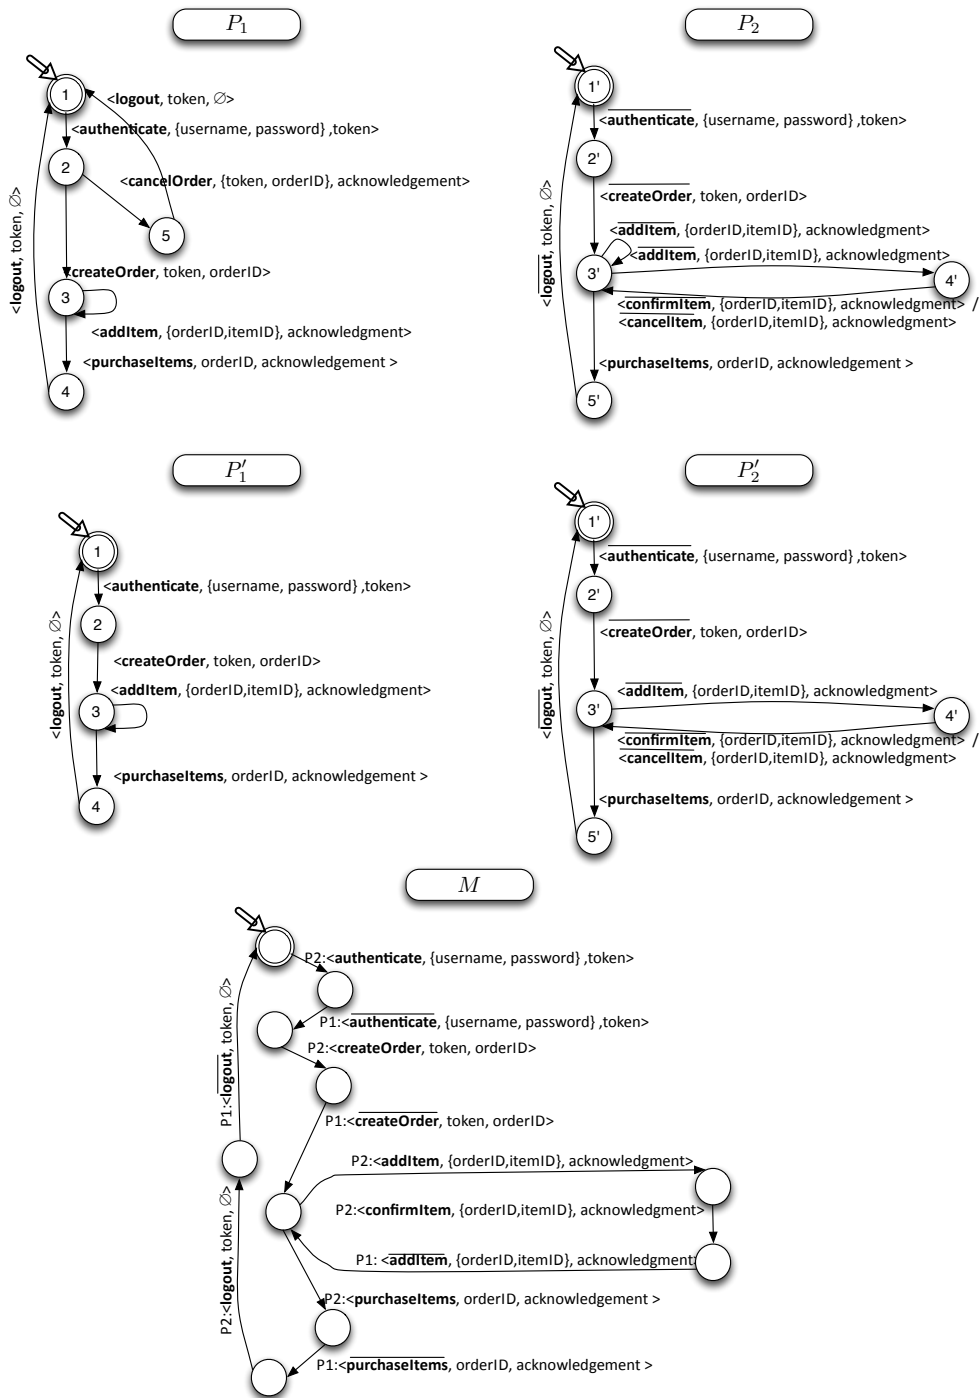 P₁
1
<logout, token, ∅>
<authenticate, {username, password} ,token>
2
<cancelOrder, {token, orderID}, acknowledgement>
5
<logout, token, ∅>
<createOrder, token, orderID>
3
<addItem, {orderID,itemID}, acknowledgment>
<purchaseItems, orderID, acknowledgement >
4
P₂
1'
<authenticate, {username, password} ,token>
2'
<createOrder, token, orderID>
<addItem, {orderID,itemID}, acknowledgment>
<addItem, {orderID,itemID}, acknowledgment>
3'
4'
<logout, token, ∅>
<confirmItem, {orderID,itemID}, acknowledgment> /
<cancelItem, {orderID,itemID}, acknowledgment>
<purchaseItems, orderID, acknowledgement >
5'
P₁′
1
<authenticate, {username, password} ,token>
2
<logout, token, ∅>
<createOrder, token, orderID>
<addItem, {orderID,itemID}, acknowledgment>
3
<purchaseItems, orderID, acknowledgement >
4
P₂′
1'
<authenticate, {username, password} ,token>
2'
<createOrder, token, orderID>
<logout, token, ∅>
<addItem, {orderID,itemID}, acknowledgment>
3'
4'
<confirmItem, {orderID,itemID}, acknowledgment> /
<cancelItem, {orderID,itemID}, acknowledgment>
<purchaseItems, orderID, acknowledgement >
5'
M
P2:<authenticate, {username, password} ,token>
P1:<authenticate, {username, password} ,token>
P2:<createOrder, token, orderID>
P1:<logout, token, ∅>
P1:<createOrder, token, orderID>
P2:<addItem, {orderID,itemID}, acknowledgment>
P2:<confirmItem, {orderID,itemID}, acknowledgment>
P1: <addItem, {orderID,itemID}, acknowledgment>
P2:<logout, token, ∅>
P2:<purchaseItems, orderID, acknowledgement >
P1:<purchaseItems, orderID, acknowledgement >